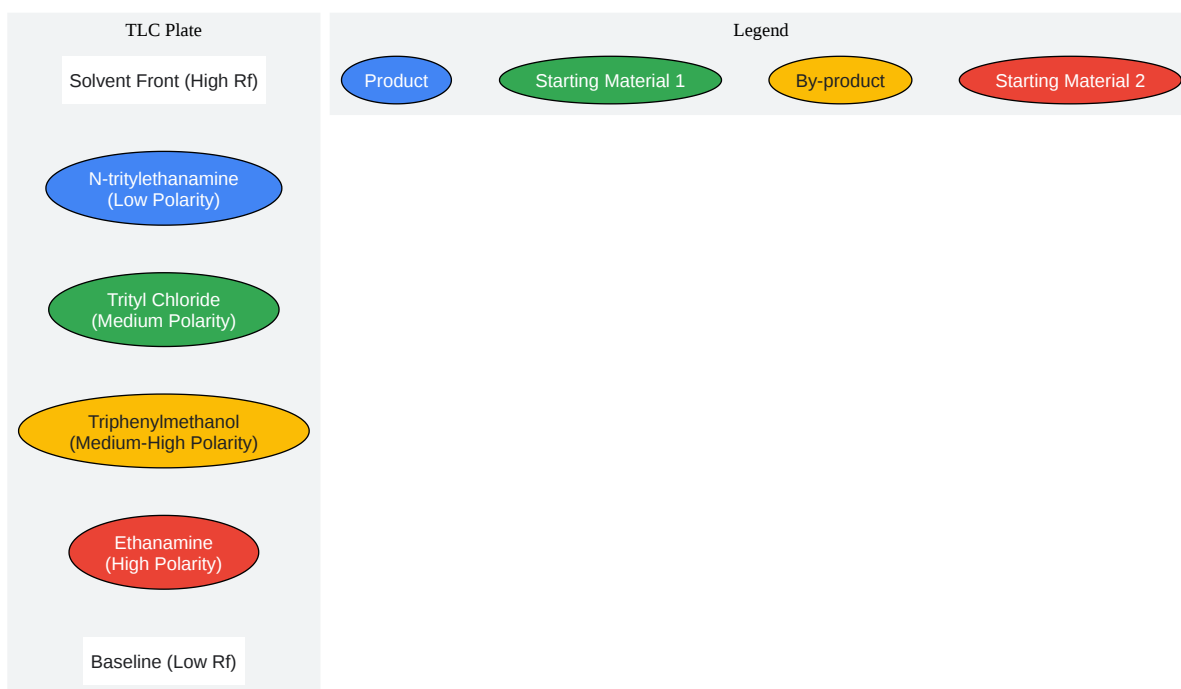 TLC Plate
Solvent Front (High Rf)
N-tritylethanamine
(Low Polarity)
Trityl Chloride
(Medium Polarity)
Triphenylmethanol
(Medium-High Polarity)
Ethanamine
(High Polarity)
Baseline (Low Rf)
Legend
Product
Starting Material 1
By-product
Starting Material 2